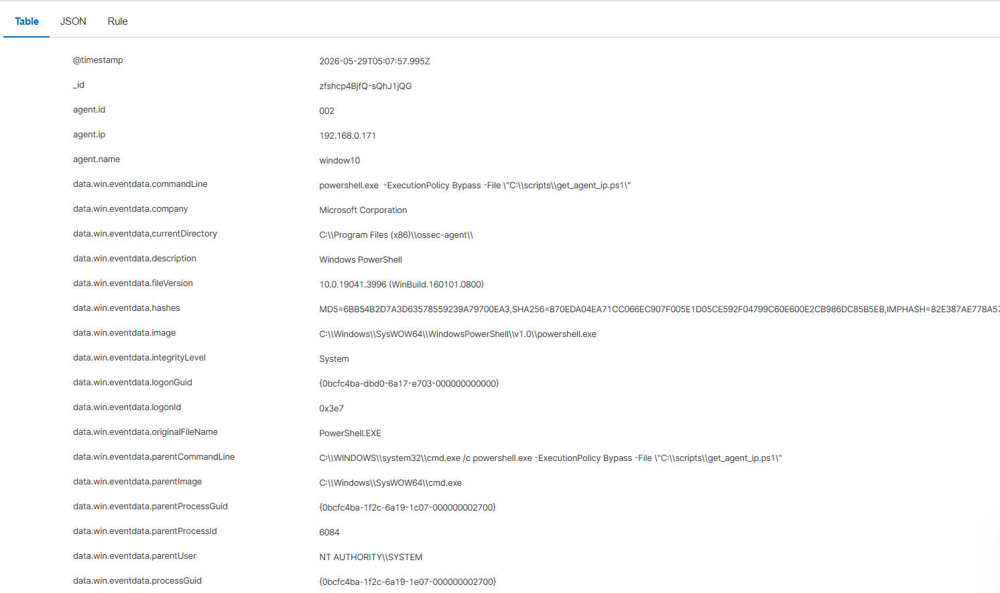 Table JSON Rule
@timestamp 2026-05-29T05:07:57.995Z
_id zfshcp4BjfQ-sQhJ1jQG
agent.id 002
agent.ip 192.168.0.171
agent.name window10
data.win.eventdata.commandLine powershell.exe  -ExecutionPolicy Bypass -File \"C:\\scripts\\get_agent_ip.ps1\"
data.win.eventdata.company Microsoft Corporation
data.win.eventdata.currentDirectory C:\\Program Files (x86)\\ossec-agent\\
data.win.eventdata.description Windows PowerShell
data.win.eventdata.fileVersion 10.0.19041.3996 (WinBuild.160101.0800)
data.win.eventdata.hashes MD5=6BB54B2D7A3D63578559239A79700EA3,SHA256=870EDA04EA71CC066EC907F005E1D05CE592F04799C60E600E2CB986DC85B5EB,IMPHASH=82E387AE778A57
data.win.eventdata.image C:\\Windows\\SysWOW64\\WindowsPowerShell\\v1.0\\powershell.exe
data.win.eventdata.integrityLevel System
data.win.eventdata.logonGuid {0bcfc4ba-dbd0-6a17-e703-000000000000}
data.win.eventdata.logonId 0x3e7
data.win.eventdata.originalFileName PowerShell.EXE
data.win.eventdata.parentCommandLine C:\\WINDOWS\\system32\\cmd.exe /c powershell.exe -ExecutionPolicy Bypass -File \"C:\\scripts\\get_agent_ip.ps1\"
data.win.eventdata.parentImage C:\\Windows\\SysWOW64\\cmd.exe
data.win.eventdata.parentProcessGuid {0bcfc4ba-1f2c-6a19-1c07-000000002700}
data.win.eventdata.parentProcessId 6084
data.win.eventdata.parentUser NT AUTHORITY\\SYSTEM
data.win.eventdata.processGuid {0bcfc4ba-1f2c-6a19-1e07-000000002700}